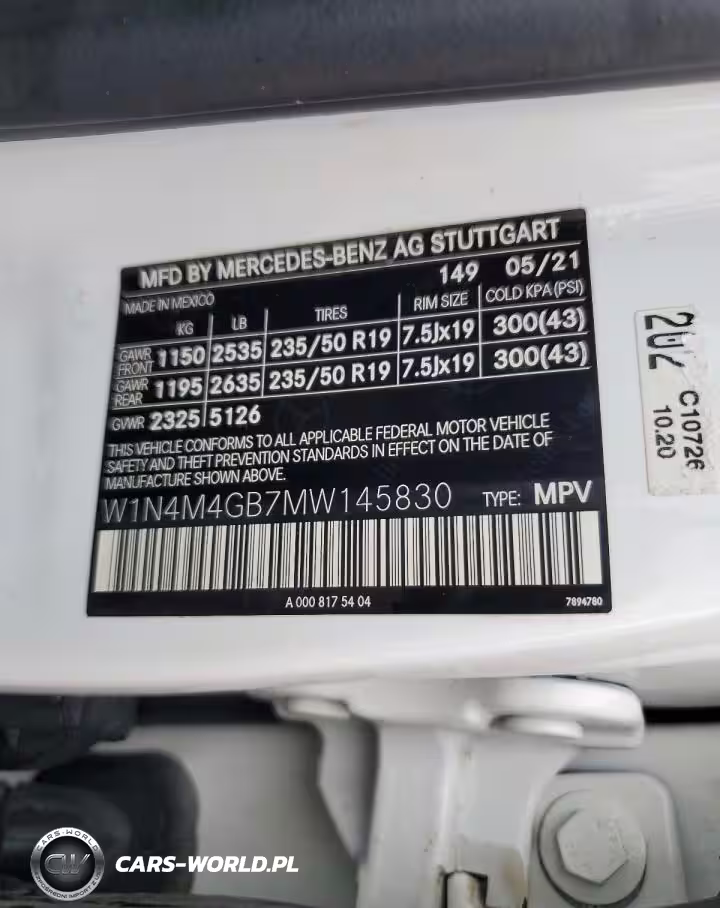 MFD BY MERCEDES-BENZ AG STUTTGART
149 05/21
MADE IN MEXICO
KG LB TIRES RIM SIZE COLD KPA (PSI)
GAWR FRONT 1150 2535 235/50 R19 7.5Jx19 300(43)
GAWR REAR 1195 2635 235/50 R19 7.5Jx19 300(43)
GVWR 2325 5126
THIS VEHICLE CONFORMS TO ALL APPLICABLE FEDERAL MOTOR VEHICLE
SAFETY AND THEFT PREVENTION STANDARDS IN EFFECT ON THE DATE OF
MANUFACTURE SHOWN ABOVE.
W1N4M4GB7MW145830 TYPE: MPV
A 000 817 54 04 7894780
202
C10726
10.20
CARS-WORLD
CW
CARS-WORLD.PL